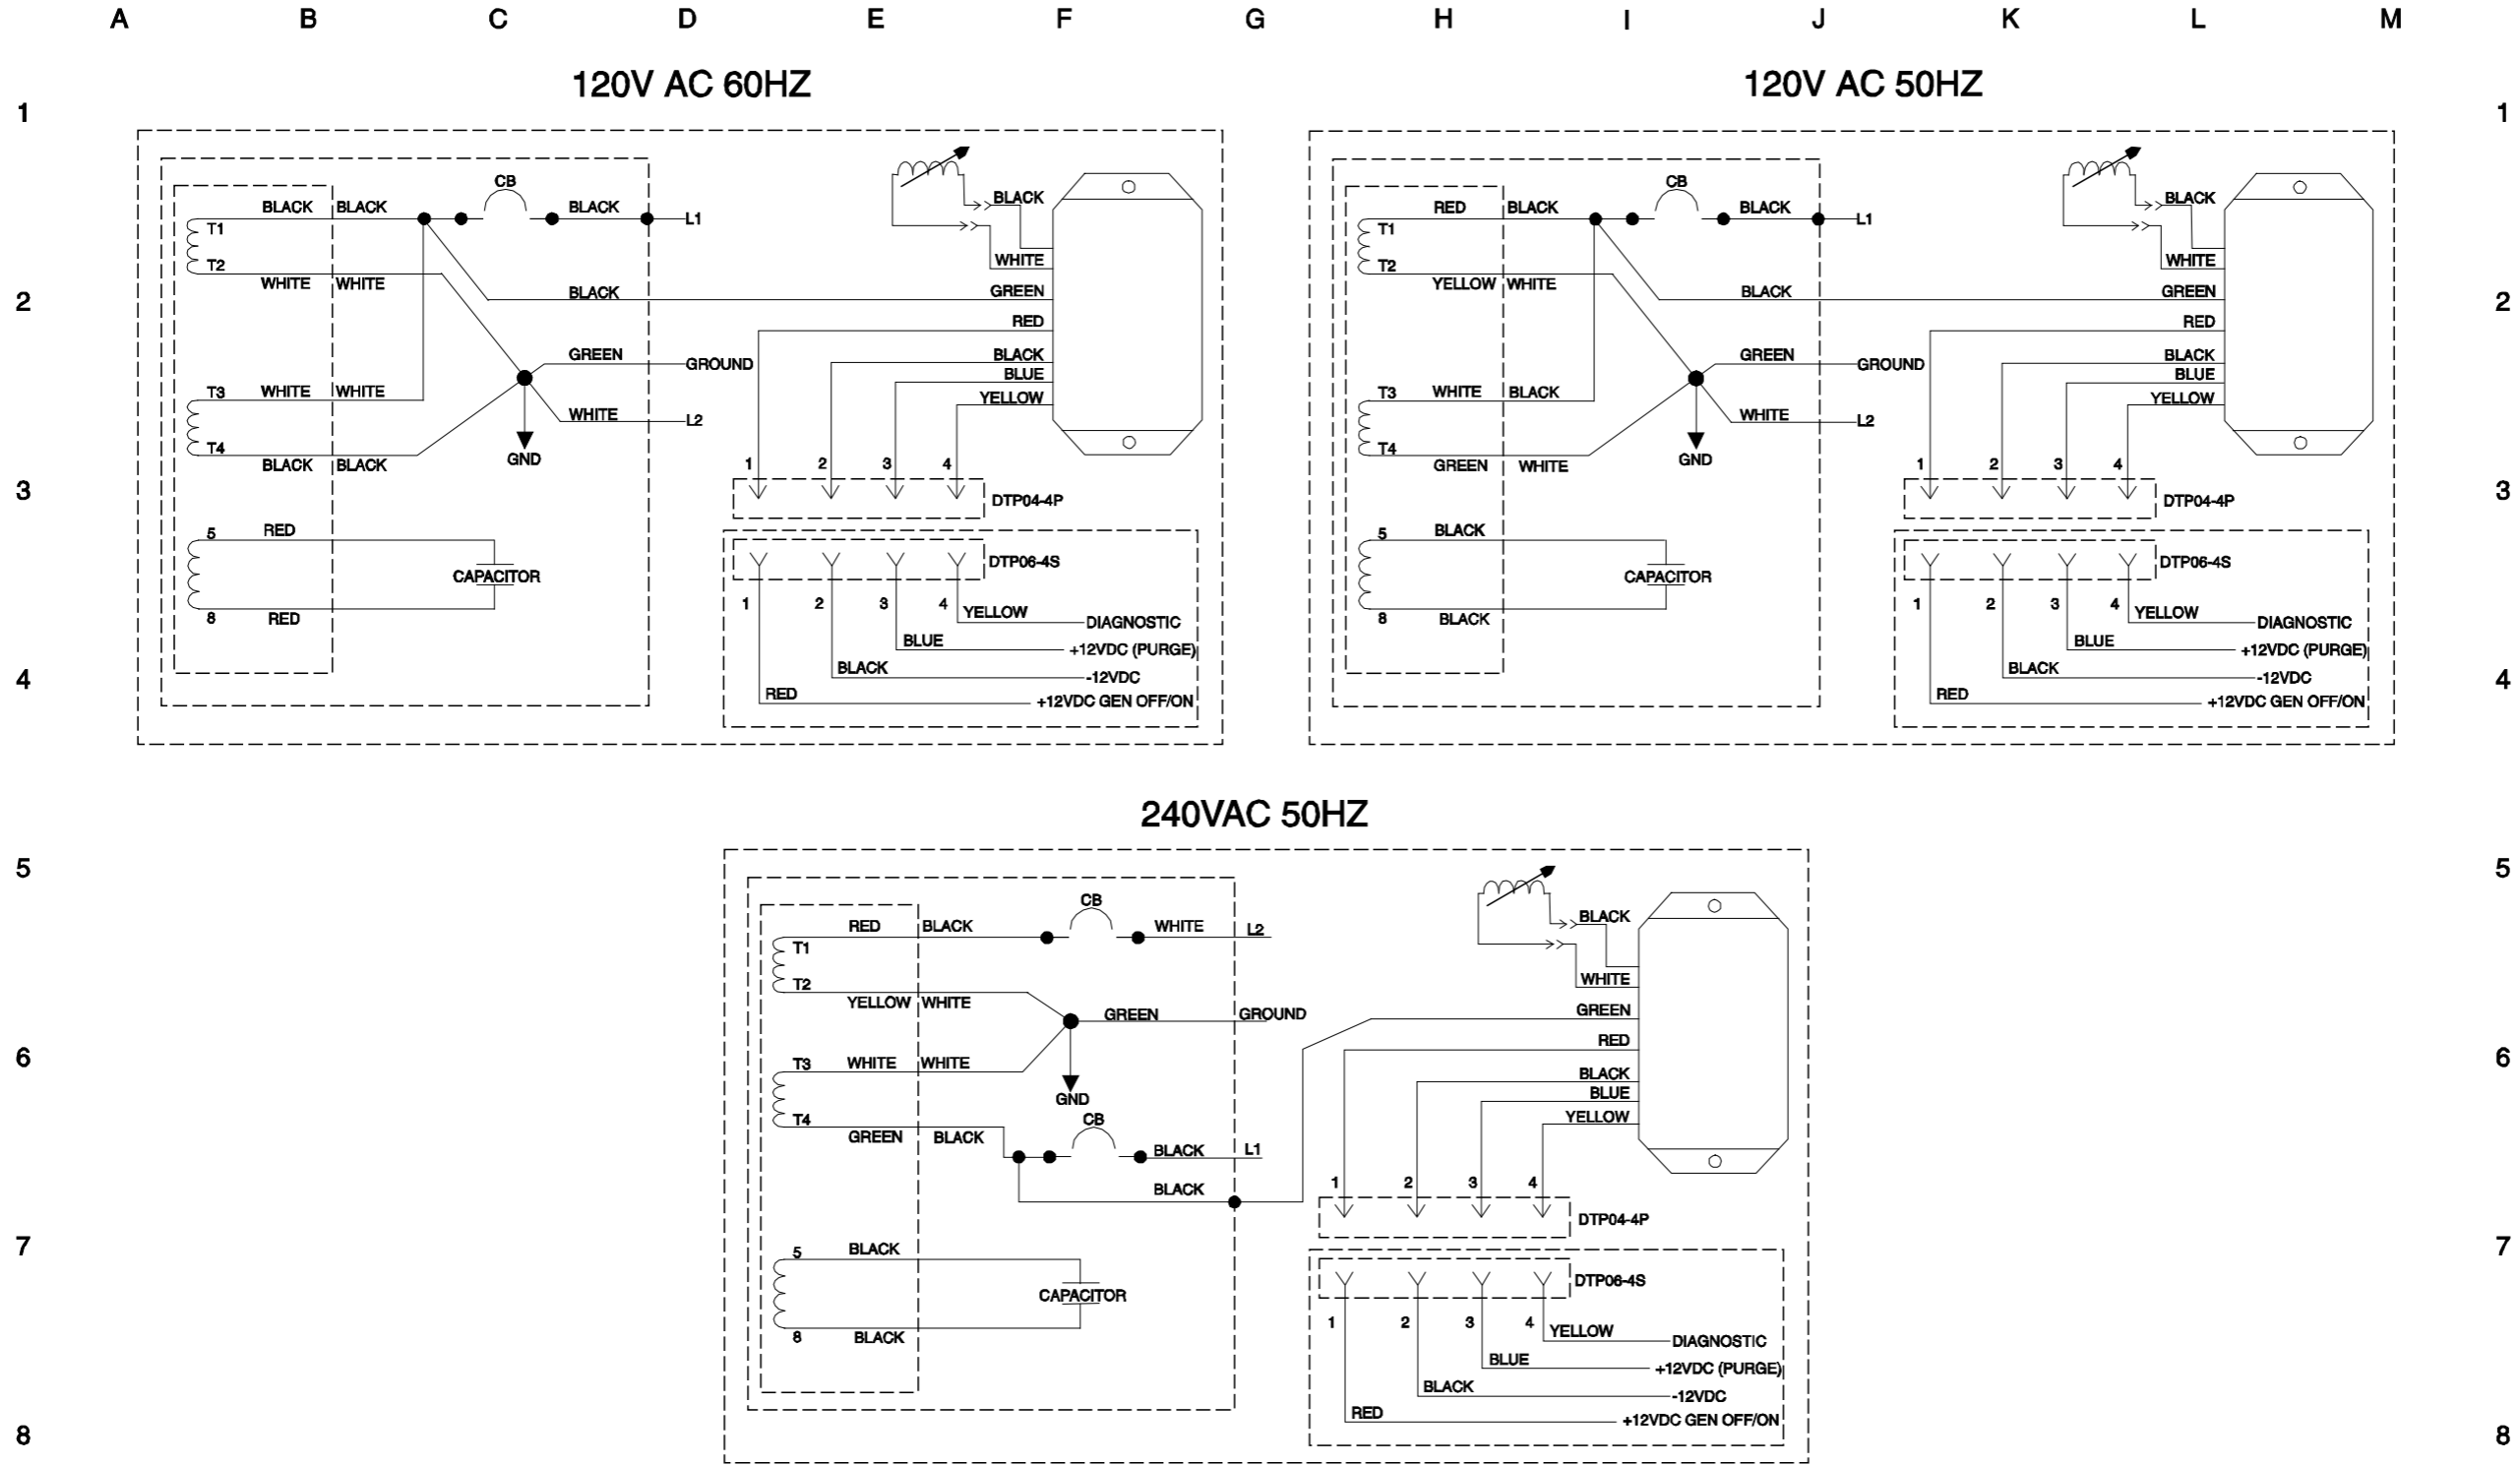 A B C D E F G H I J K L M
120V AC 60HZ
120V AC 50HZ
1
1
CB
BLACK BLACK BLACK L1
T1
T2
WHITE WHITE
BLACK
WHITE
BLACK GREEN
RED
2
GREEN GROUND
BLACK
BLUE
YELLOW
T3 WHITE WHITE
WHITE L2
T4
BLACK BLACK
GND
1 2 3 4
DTP04-4P
3
5 RED
CAPACITOR
8 RED
DTP06-4S
1 2 3 4
YELLOW DIAGNOSTIC
BLUE +12VDC (PURGE)
BLACK -12VDC
RED +12VDC GEN OFF/ON
4
CB
RED BLACK BLACK L1
T1
T2
YELLOW WHITE
BLACK
WHITE
BLACK GREEN
RED
2
GREEN GROUND
BLACK
BLUE
YELLOW
T3 WHITE BLACK
WHITE L2
T4
GREEN WHITE
GND
1 2 3 4
DTP04-4P
3
5 BLACK
CAPACITOR
8 BLACK
DTP06-4S
1 2 3 4
YELLOW DIAGNOSTIC
BLUE +12VDC (PURGE)
BLACK -12VDC
RED +12VDC GEN OFF/ON
4
240VAC 50HZ
5
5
CB
RED BLACK WHITE L2
T1
T2
YELLOW WHITE
GREEN GROUND
T3 WHITE WHITE
GND
CB
T4
GREEN BLACK
BLACK L1
BLACK
BLACK
WHITE
GREEN
RED
BLACK
BLUE
YELLOW
6
6
1 2 3 4
DTP04-4P
7
7
5 BLACK
CAPACITOR
8 BLACK
DTP06-4S
1 2 3 4
YELLOW DIAGNOSTIC
BLUE +12VDC (PURGE)
BLACK -12VDC
RED +12VDC GEN OFF/ON
8
8